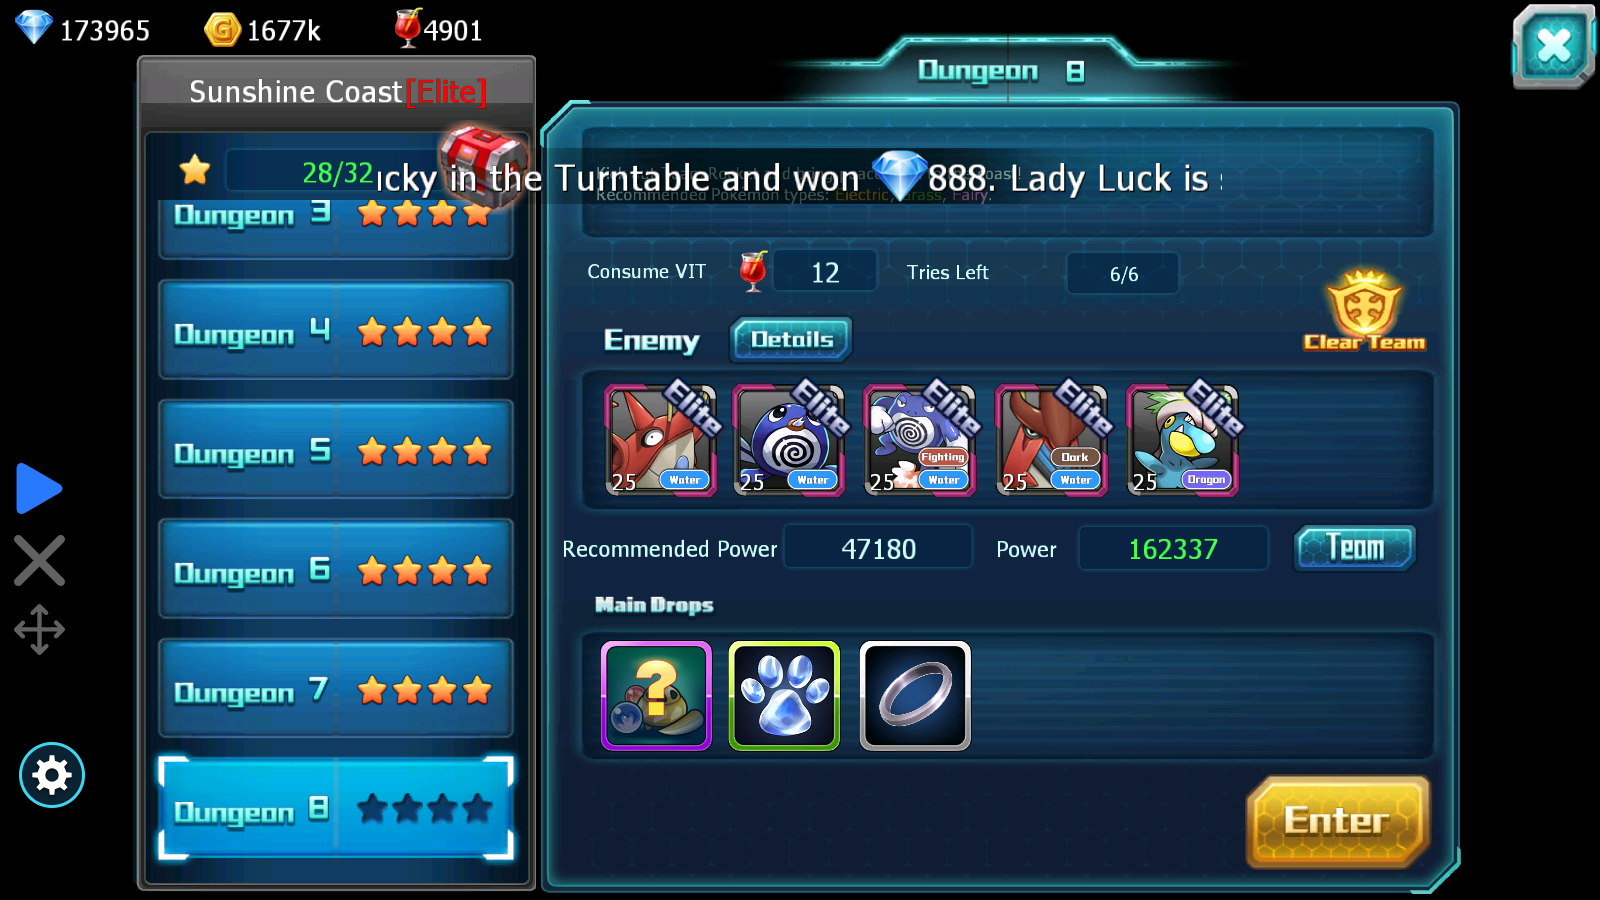 173965
1677k
4901
Sunshine Coast[Elite]
28/32
Dungeon 3
Dungeon 4
Dungeon 5
Dungeon 6
Dungeon 7
Dungeon 8
Dungeon 8
ucky in the Turntable and won 888. Lady Luck is
Recommended Pokemon types: Electric, Grass, Fairy.
Consume VIT 12 Tries Left 6/6
Clear Team
Enemy Details
Elite Elite Elite Elite Elite
Fighting Dark
25 Water 25 Water 25 Water 25 Water 25 Dragon
Recommended Power 47180 Power 162337 Team
Main Drops
?
Enter